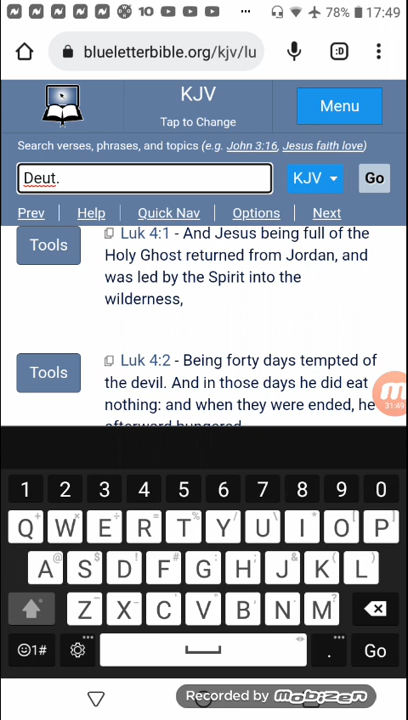 10 ... 78% 17:49
blueletterbible.org/kjv/lu :D
KJV
Tap to Change
Menu
Search verses, phrases, and topics (e.g. John 3:16, Jesus faith love)
Deut. KJV Go
Prev Help Quick Nav Options Next
Tools
Luk 4:1 - And Jesus being full of the
Holy Ghost returned from Jordan, and
was led by the Spirit into the
wilderness,
Tools
Luk 4:2 - Being forty days tempted of
the devil. And in those days he did eat
nothing: and when they were ended, he
afterward hungered.
31:49
1 2 3 4 5 6 7 8 9 0
Q W E R T Y U I O P
A S D F G H J K L
Z X C V B N M
☺1# . Go
Recorded by mobizen